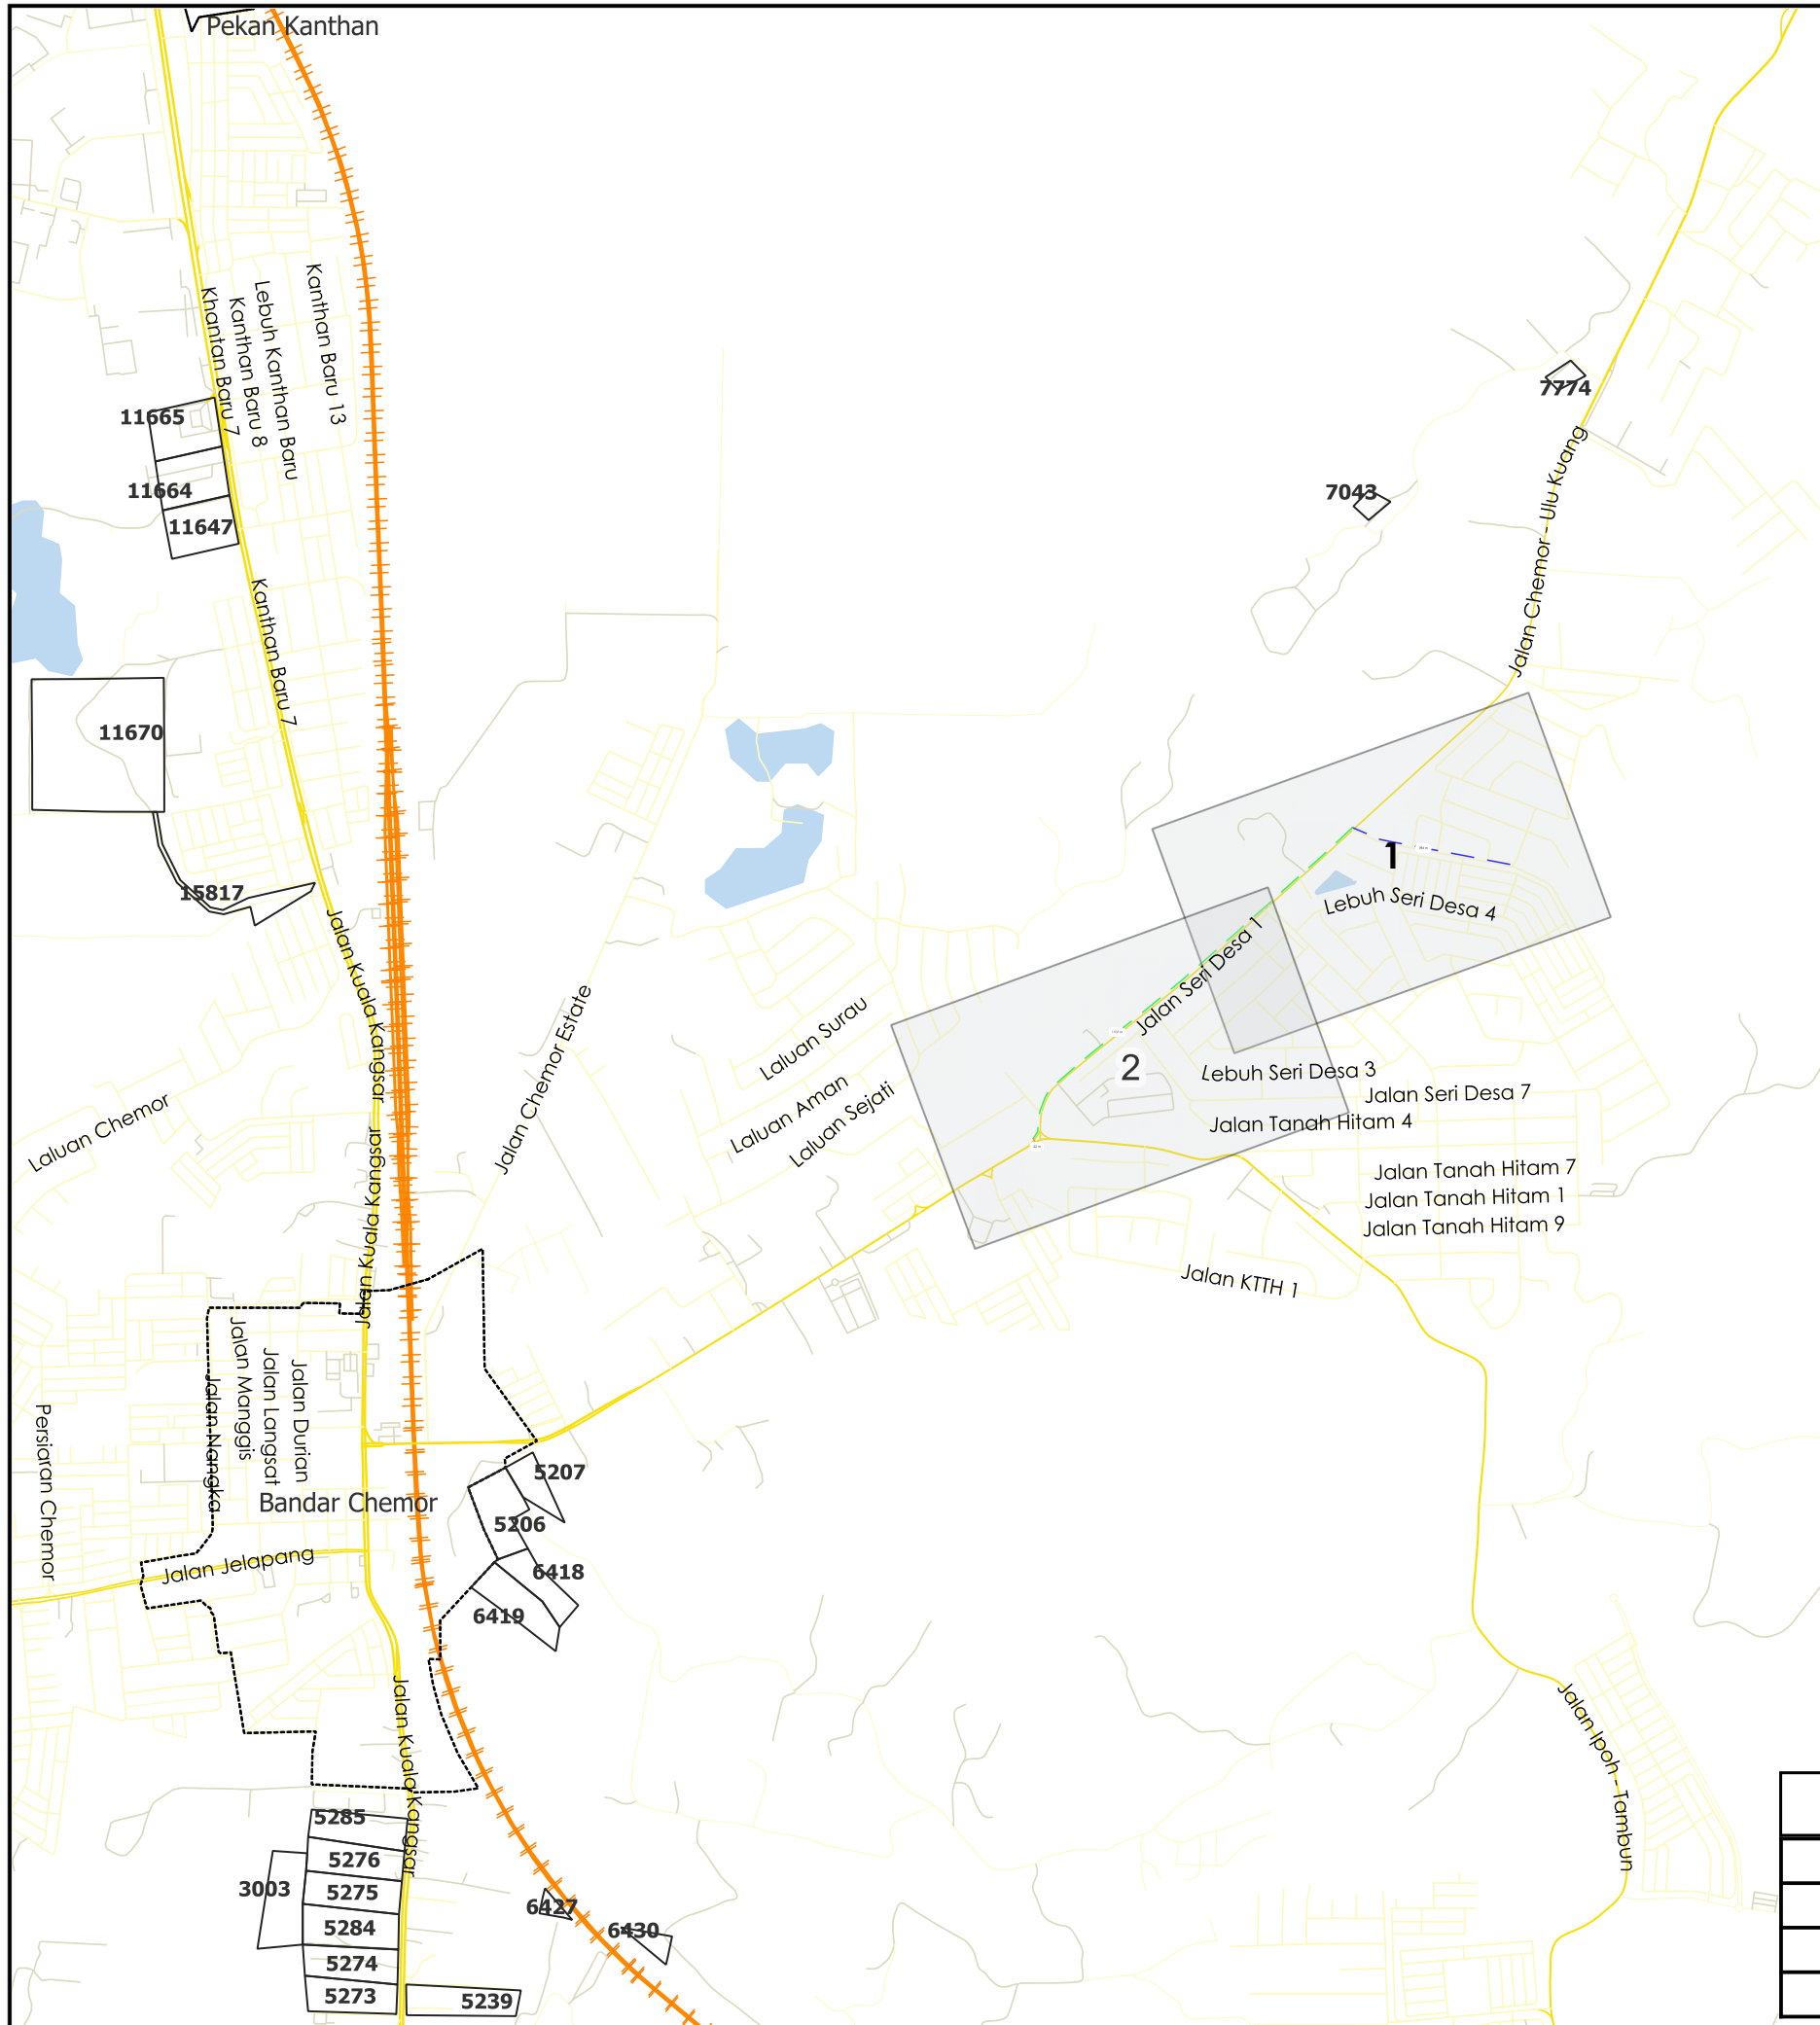 Pekan Kanthan
Kanthan Baru 13
Lebuh Kanthan Baru
Kanthan Baru 8
Khantan Baru 7
11665
7774
11664
7043
11647
Jalan Chemor - Ulu Kuang
Kanthan Baru 7
11670
1
15817
Lebuh Seri Desa 4
Jalan Kuala Kangsar
Jalan Seri Desa 1
Jalan Chemor Estate
Laluan Surau
2
Lebuh Seri Desa 3
Laluan Aman
Jalan Seri Desa 7
Laluan Sejati
Jalan Tanah Hitam 4
Laluan Chemor
Jalan Kuala Kangsar
Jalan Tanah Hitam 7
Jalan Tanah Hitam 1
Jalan Tanah Hitam 9
Jalan KTTH 1
Jalan Manggis
Jalan Langsat
Jalan Durian
Jalan Nangka
Persiaran Chemor
5207
Bandar Chemor
5206
Jalan Jelapang
6418
6419
Jalan Kuala Kangsar
Jalan Ipoh - Tambun
5285
5276
3003
5275
6427
5284
6430
5274
5273
5239